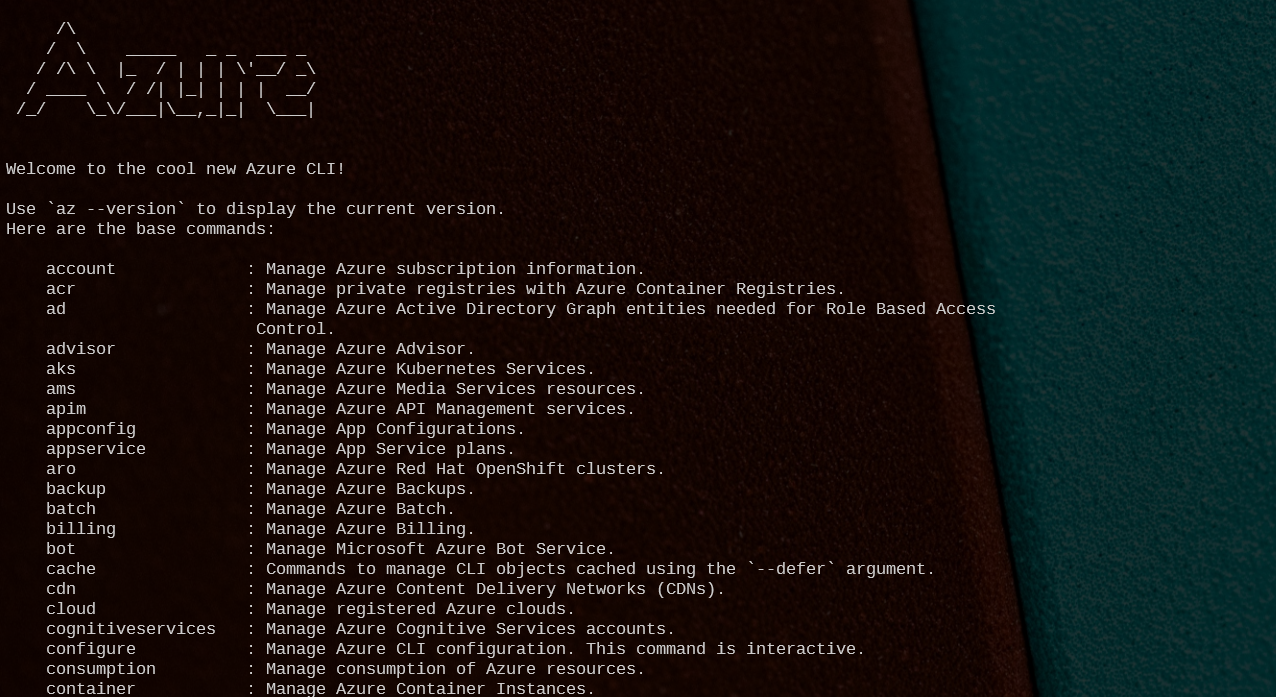 /\
    /  \    _____   _ _  ___ _
   / /\ \  |_  / | | | \'__/ _\
  / ____ \  / /| |_| | | |  __/
 /_/    \_\/___|\__,_|_|  \___|
Welcome to the cool new Azure CLI!
Use `az --version` to display the current version.
Here are the base commands:
    account             : Manage Azure subscription information.
    acr                 : Manage private registries with Azure Container Registries.
    ad                  : Manage Azure Active Directory Graph entities needed for Role Based Access
                         Control.
    advisor             : Manage Azure Advisor.
    aks                 : Manage Azure Kubernetes Services.
    ams                 : Manage Azure Media Services resources.
    apim                : Manage Azure API Management services.
    appconfig           : Manage App Configurations.
    appservice          : Manage App Service plans.
    aro                 : Manage Azure Red Hat OpenShift clusters.
    backup              : Manage Azure Backups.
    batch               : Manage Azure Batch.
    billing             : Manage Azure Billing.
    bot                 : Manage Microsoft Azure Bot Service.
    cache               : Commands to manage CLI objects cached using the `--defer` argument.
    cdn                 : Manage Azure Content Delivery Networks (CDNs).
    cloud               : Manage registered Azure clouds.
    cognitiveservices   : Manage Azure Cognitive Services accounts.
    configure           : Manage Azure CLI configuration. This command is interactive.
    consumption         : Manage consumption of Azure resources.
    container           : Manage Azure Container Instances.